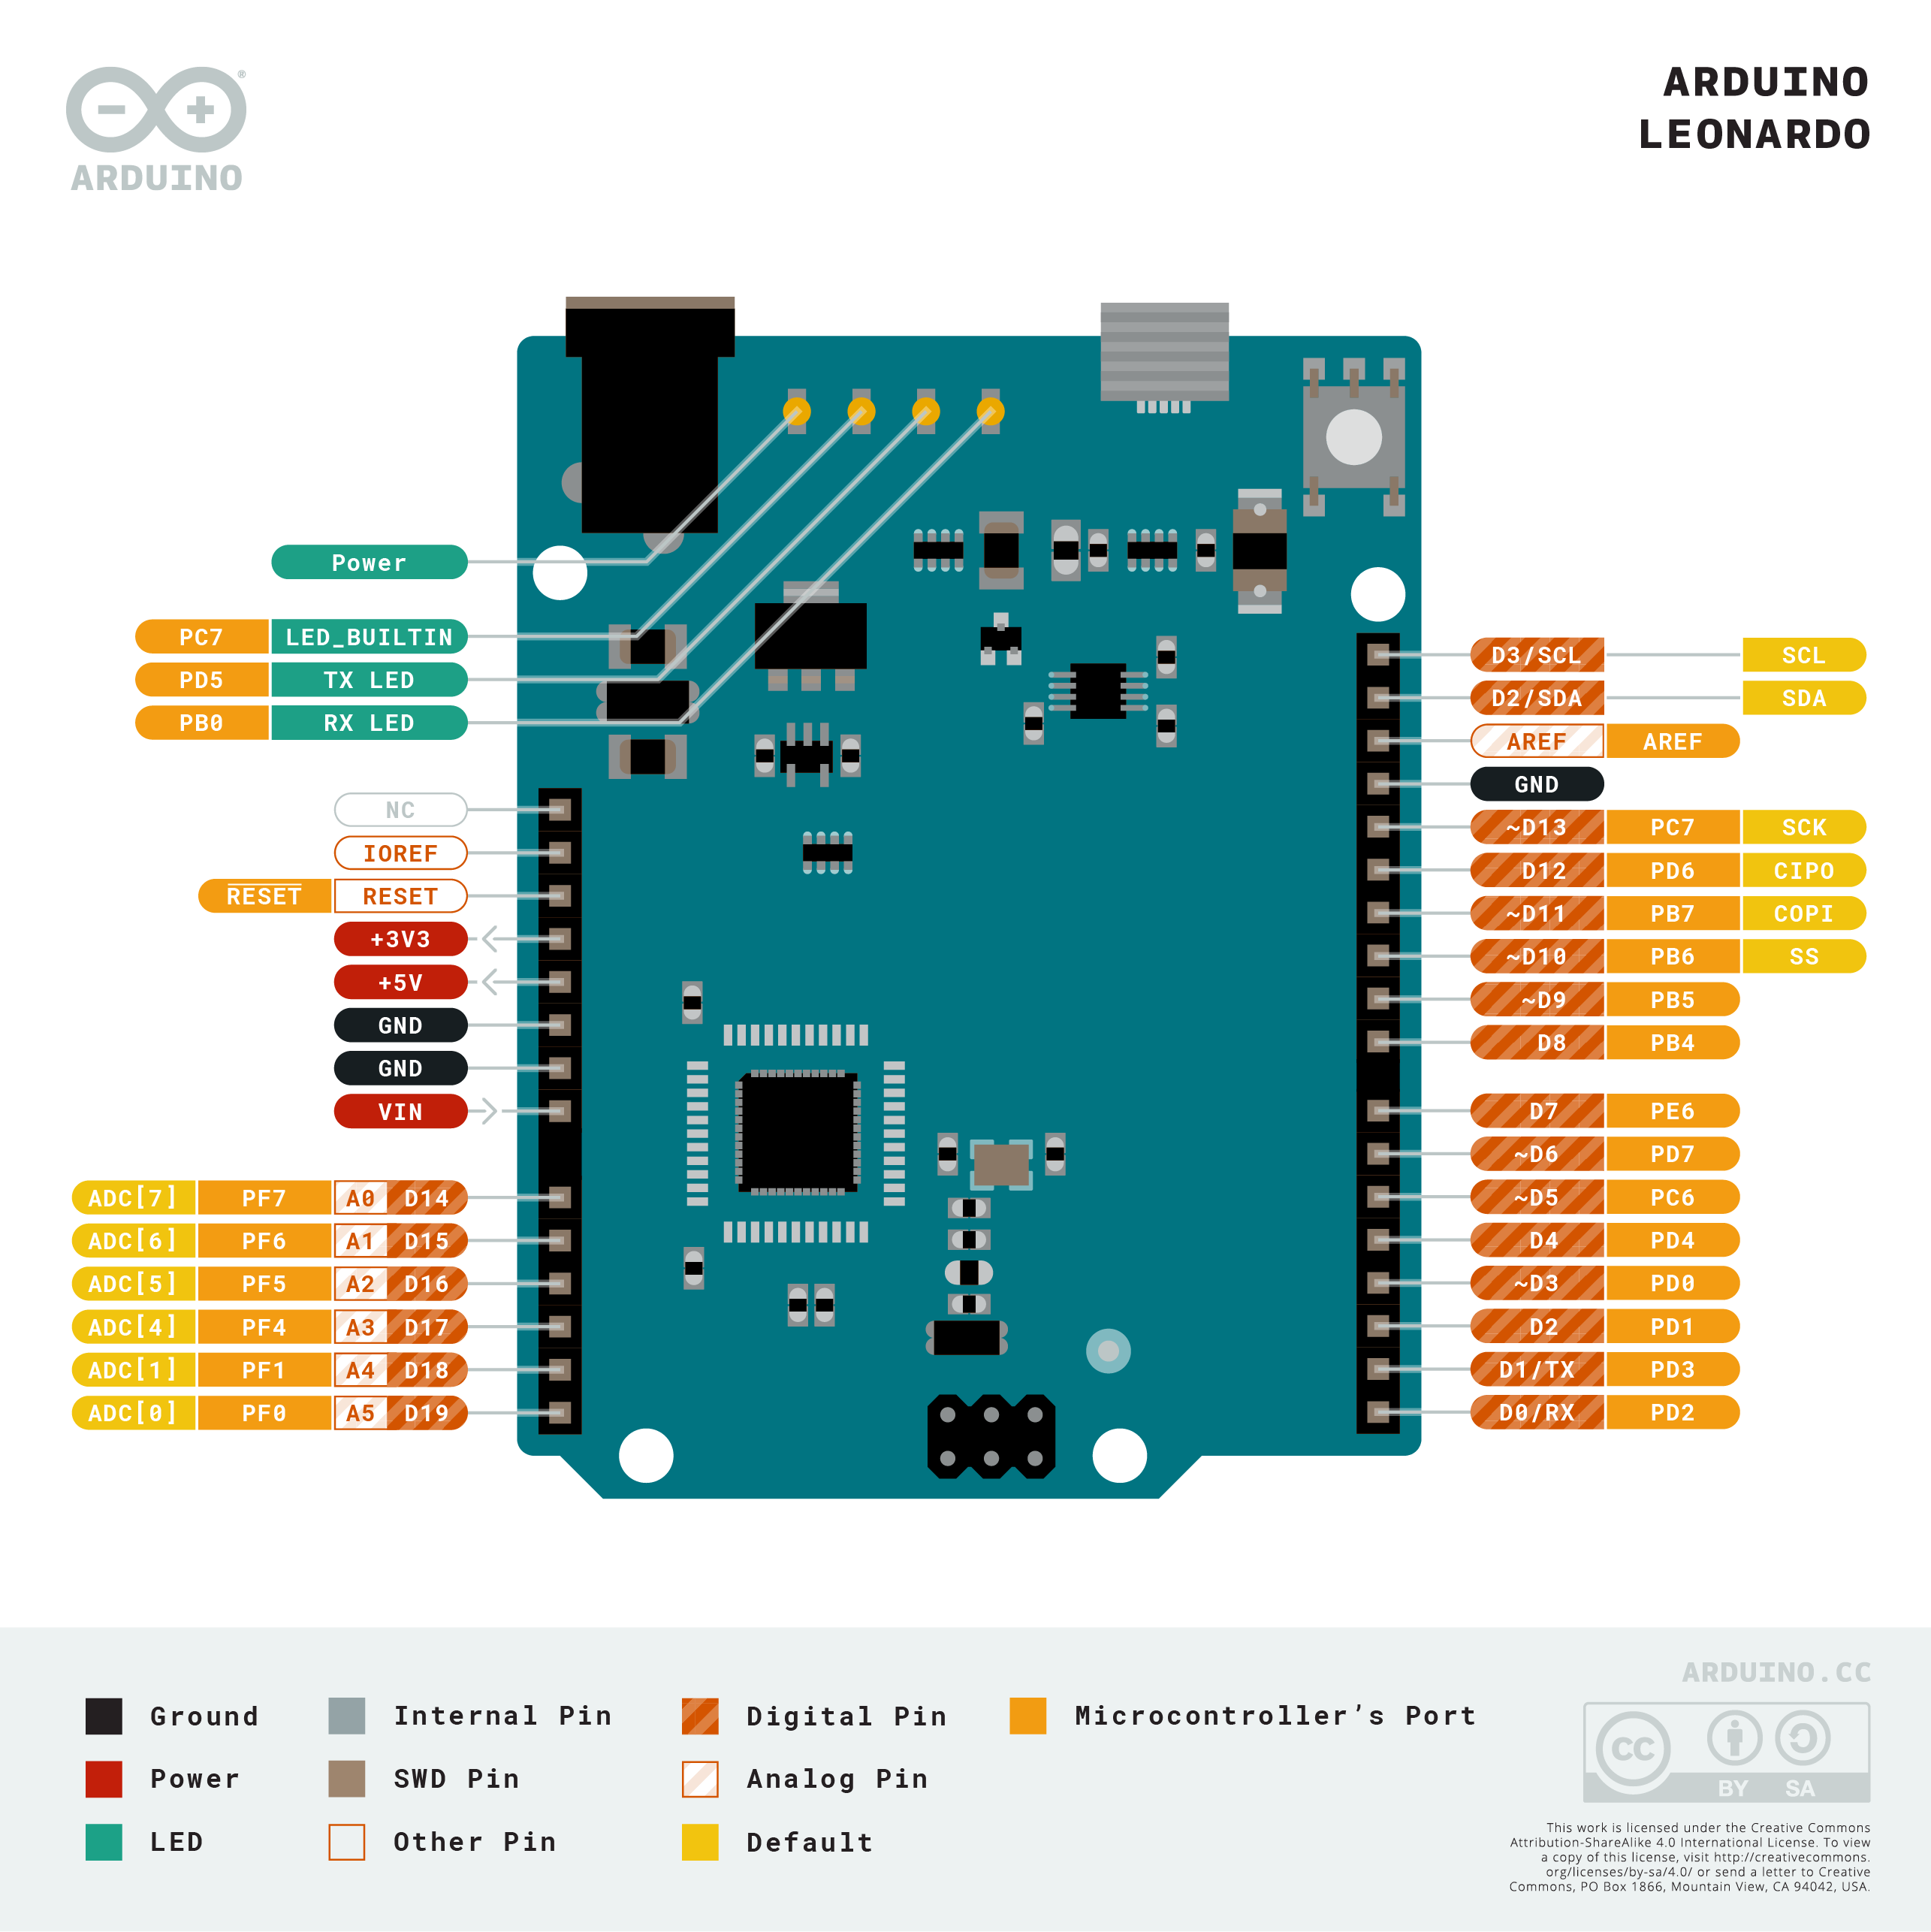 ®
ARDUINO
ARDUINO
LEONARDO
Power
PC7 LED_BUILTIN
PD5 TX LED
PB0 RX LED
NC
IOREF
RESET RESET
+3V3
+5V
GND
GND
VIN
ADC[7] PF7 A0 D14
ADC[6] PF6 A1 D15
ADC[5] PF5 A2 D16
ADC[4] PF4 A3 D17
ADC[1] PF1 A4 D18
ADC[0] PF0 A5 D19
D3/SCL SCL
D2/SDA SDA
AREF AREF
GND
~D13 PC7 SCK
D12 PD6 CIPO
~D11 PB7 COPI
~D10 PB6 SS
~D9 PB5
D8 PB4
D7 PE6
~D6 PD7
~D5 PC6
D4 PD4
~D3 PD0
D2 PD1
D1/TX PD3
D0/RX PD2
Ground
Power
LED
Internal Pin
SWD Pin
Other Pin
Digital Pin
Analog Pin
Default
Microcontroller’s Port
ARDUINO.CC
CC
BY SA
This work is licensed under the Creative Commons
Attribution-ShareAlike 4.0 International License. To view
a copy of this license, visit http://creativecommons.
org/licenses/by-sa/4.0/ or send a letter to Creative
Commons, PO Box 1866, Mountain View, CA 94042, USA.